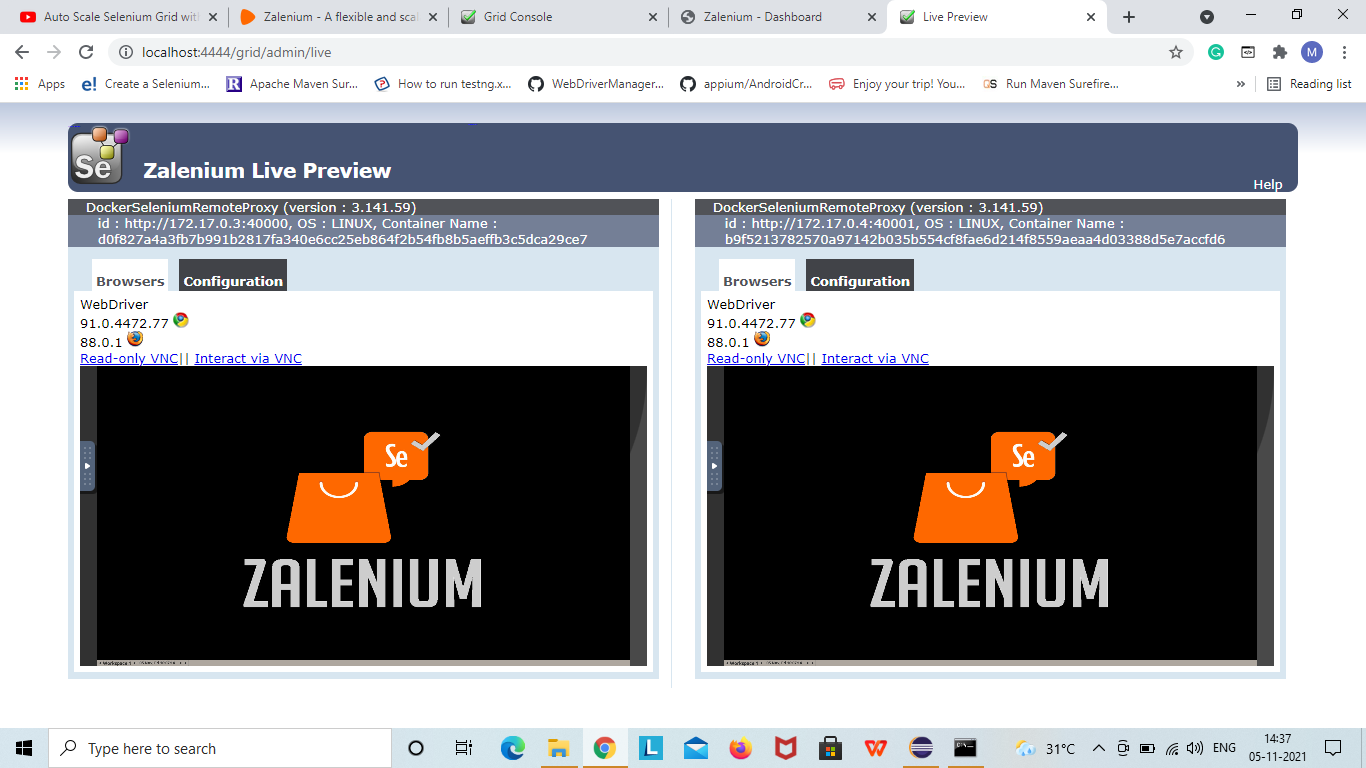 Auto Scale Selenium Grid with
Zalenium - A flexible and scal
Grid Console
Zalenium - Dashboard
Live Preview
localhost:4444/grid/admin/live
M
Apps
e! Create a Selenium...
R Apache Maven Sur...
? How to run testng.x...
WebDriverManager...
appium/AndroidCr...
Enjoy your trip! You...
GS Run Maven Surefire...
»
Reading list
Se
Zalenium Live Preview
Help
DockerSeleniumRemoteProxy (version : 3.141.59)
id : http://172.17.0.3:40000, OS : LINUX, Container Name :
d0f827a4a3fb7b991b2817fa340e6cc25eb864f2b54fb8b5aeffb3c5dca29ce7
Browsers
Configuration
WebDriver
91.0.4472.77
88.0.1
Read-only VNC|| Interact via VNC
Se
ZALENIUM
Workspace 1
DockerSeleniumRemoteProxy (version : 3.141.59)
id : http://172.17.0.4:40001, OS : LINUX, Container Name :
b9f5213782570a97142b035b554cf8fae6d214f8559aeaa4d03388d5e7accfd6
Browsers
Configuration
WebDriver
91.0.4472.77
88.0.1
Read-only VNC|| Interact via VNC
Se
ZALENIUM
Workspace 1
Type here to search
L
W
31°C
ENG
14:37
05-11-2021